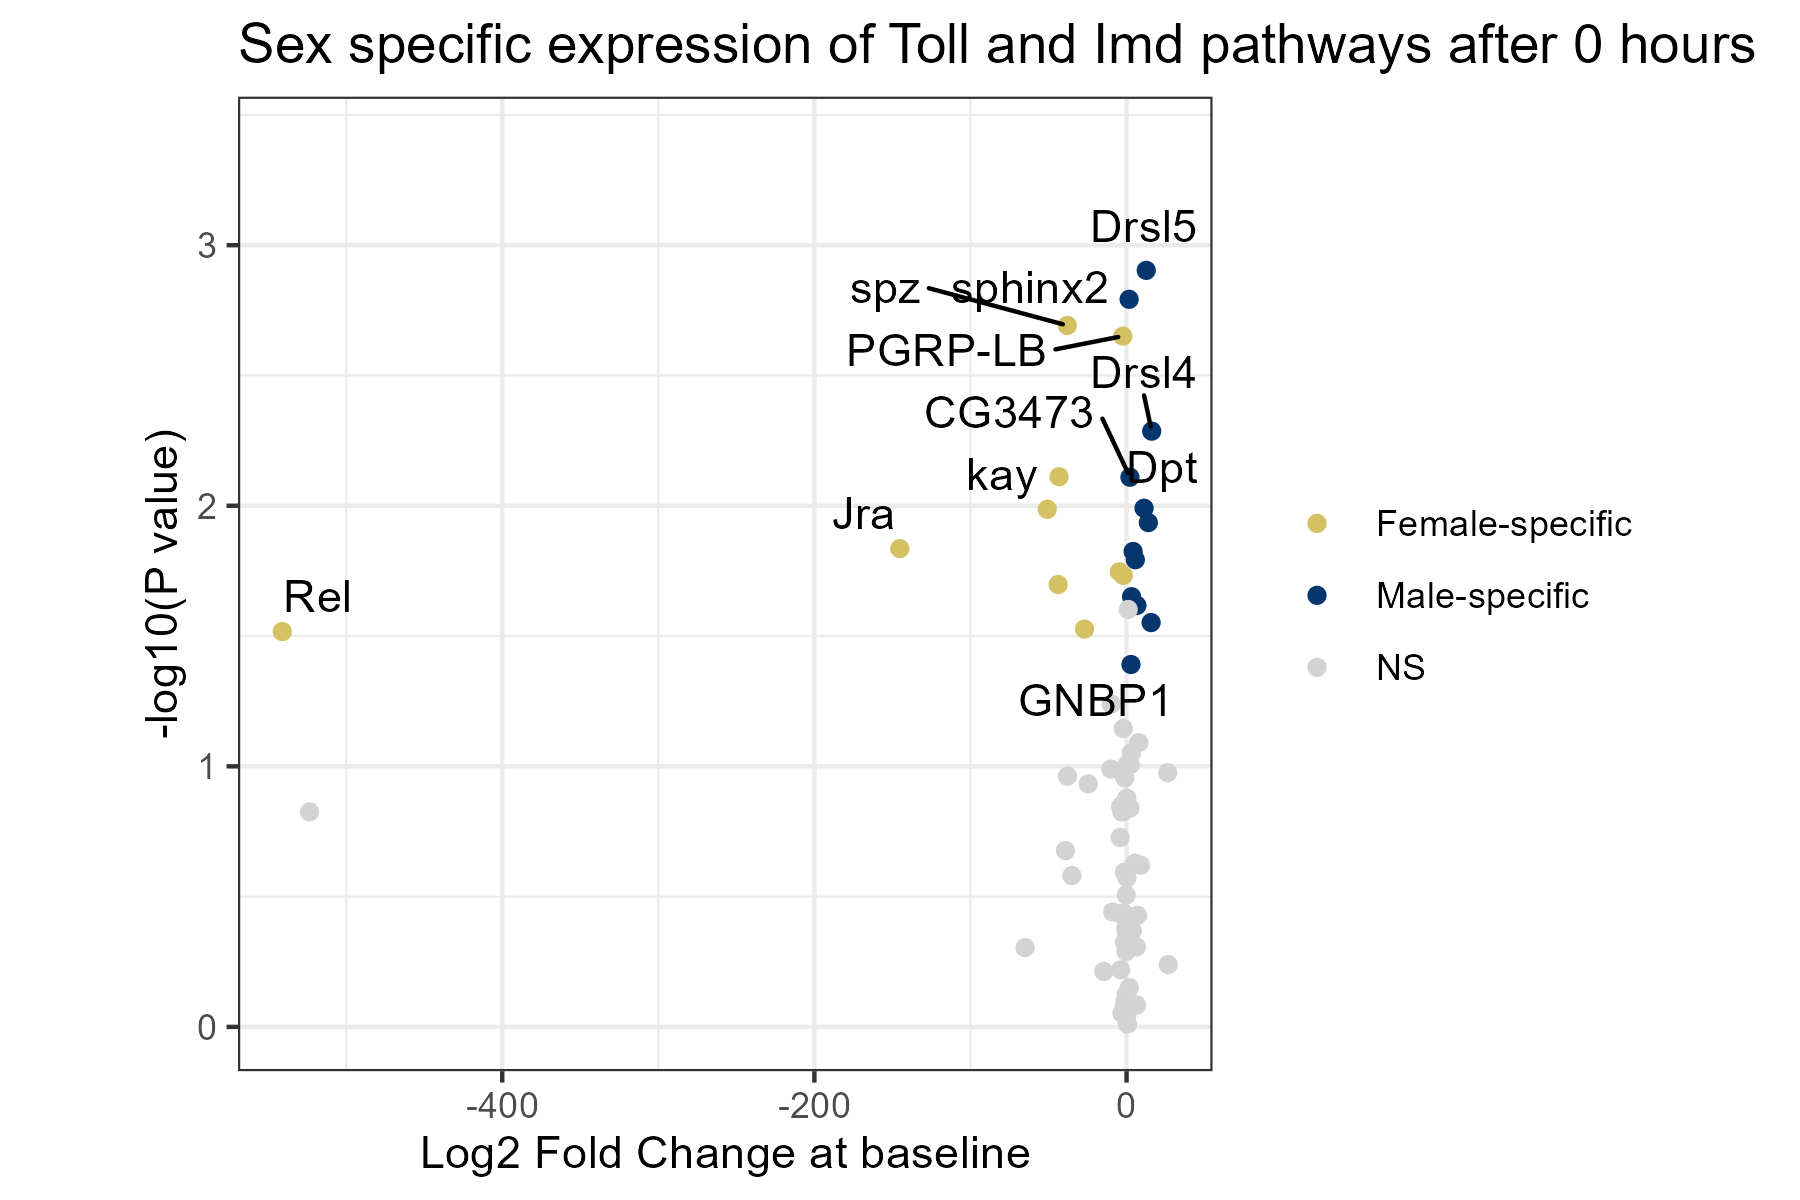 Sex specific expression of Toll and Imd pathways after 0 hours
Drsl5
spz
sphinx2
PGRP-LB
Drsl4
CG3473
Dpt
kay
Jra
Rel
GNBP1
3
2
1
0
-log10(P value)
-400
-200
0
Log2 Fold Change at baseline
Female-specific
Male-specific
NS